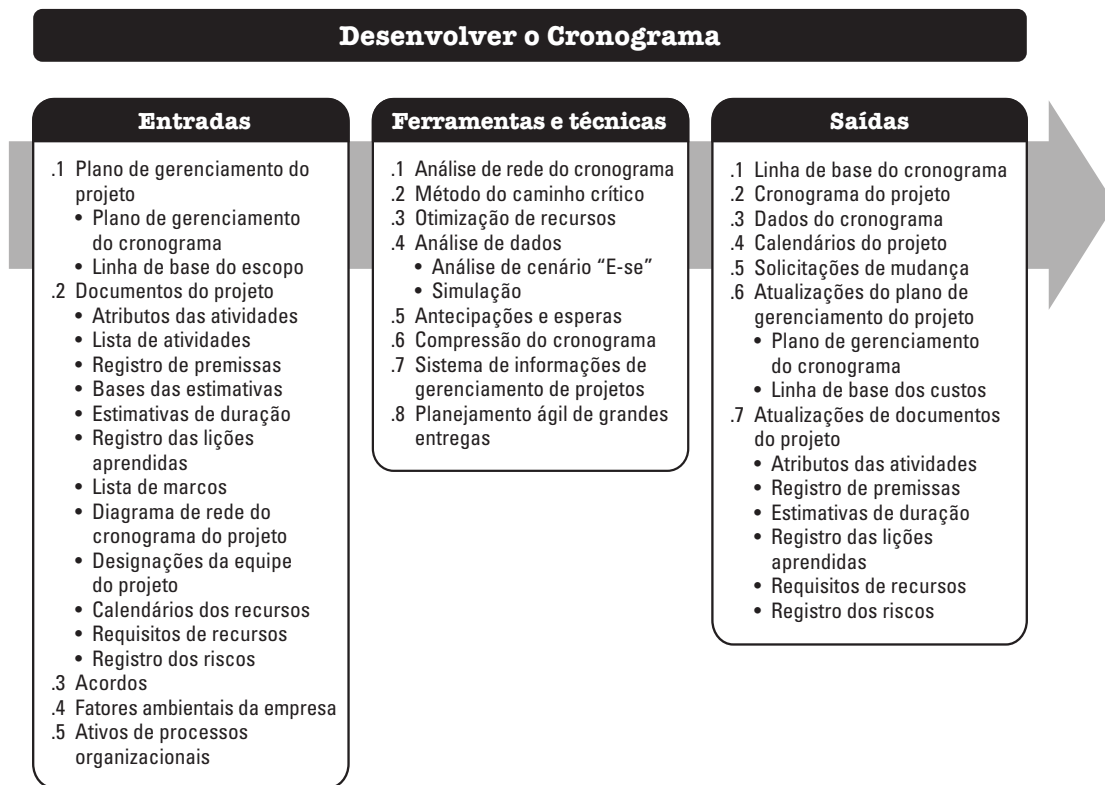 Desenvolver o Cronograma
Entradas
.1 Plano de gerenciamento do
projeto
• Plano de gerenciamento
do cronograma
• Linha de base do escopo
.2 Documentos do projeto
• Atributos das atividades
• Lista de atividades
• Registro de premissas
• Bases das estimativas
• Estimativas de duração
• Registro das lições
aprendidas
• Lista de marcos
• Diagrama de rede do
cronograma do projeto
• Designações da equipe
do projeto
• Calendários dos recursos
• Requisitos de recursos
• Registro dos riscos
.3 Acordos
.4 Fatores ambientais da empresa
.5 Ativos de processos
organizacionais
Ferramentas e técnicas
.1 Análise de rede do cronograma
.2 Método do caminho crítico
.3 Otimização de recursos
.4 Análise de dados
• Análise de cenário “E-se”
• Simulação
.5 Antecipações e esperas
.6 Compressão do cronograma
.7 Sistema de informações de
gerenciamento de projetos
.8 Planejamento ágil de grandes
entregas
Saídas
.1 Linha de base do cronograma
.2 Cronograma do projeto
.3 Dados do cronograma
.4 Calendários do projeto
.5 Solicitações de mudança
.6 Atualizações do plano de
gerenciamento do projeto
• Plano de gerenciamento
do cronograma
• Linha de base dos custos
.7 Atualizações de documentos
do projeto
• Atributos das atividades
• Registro de premissas
• Estimativas de duração
• Registro das lições
aprendidas
• Requisitos de recursos
• Registro dos riscos